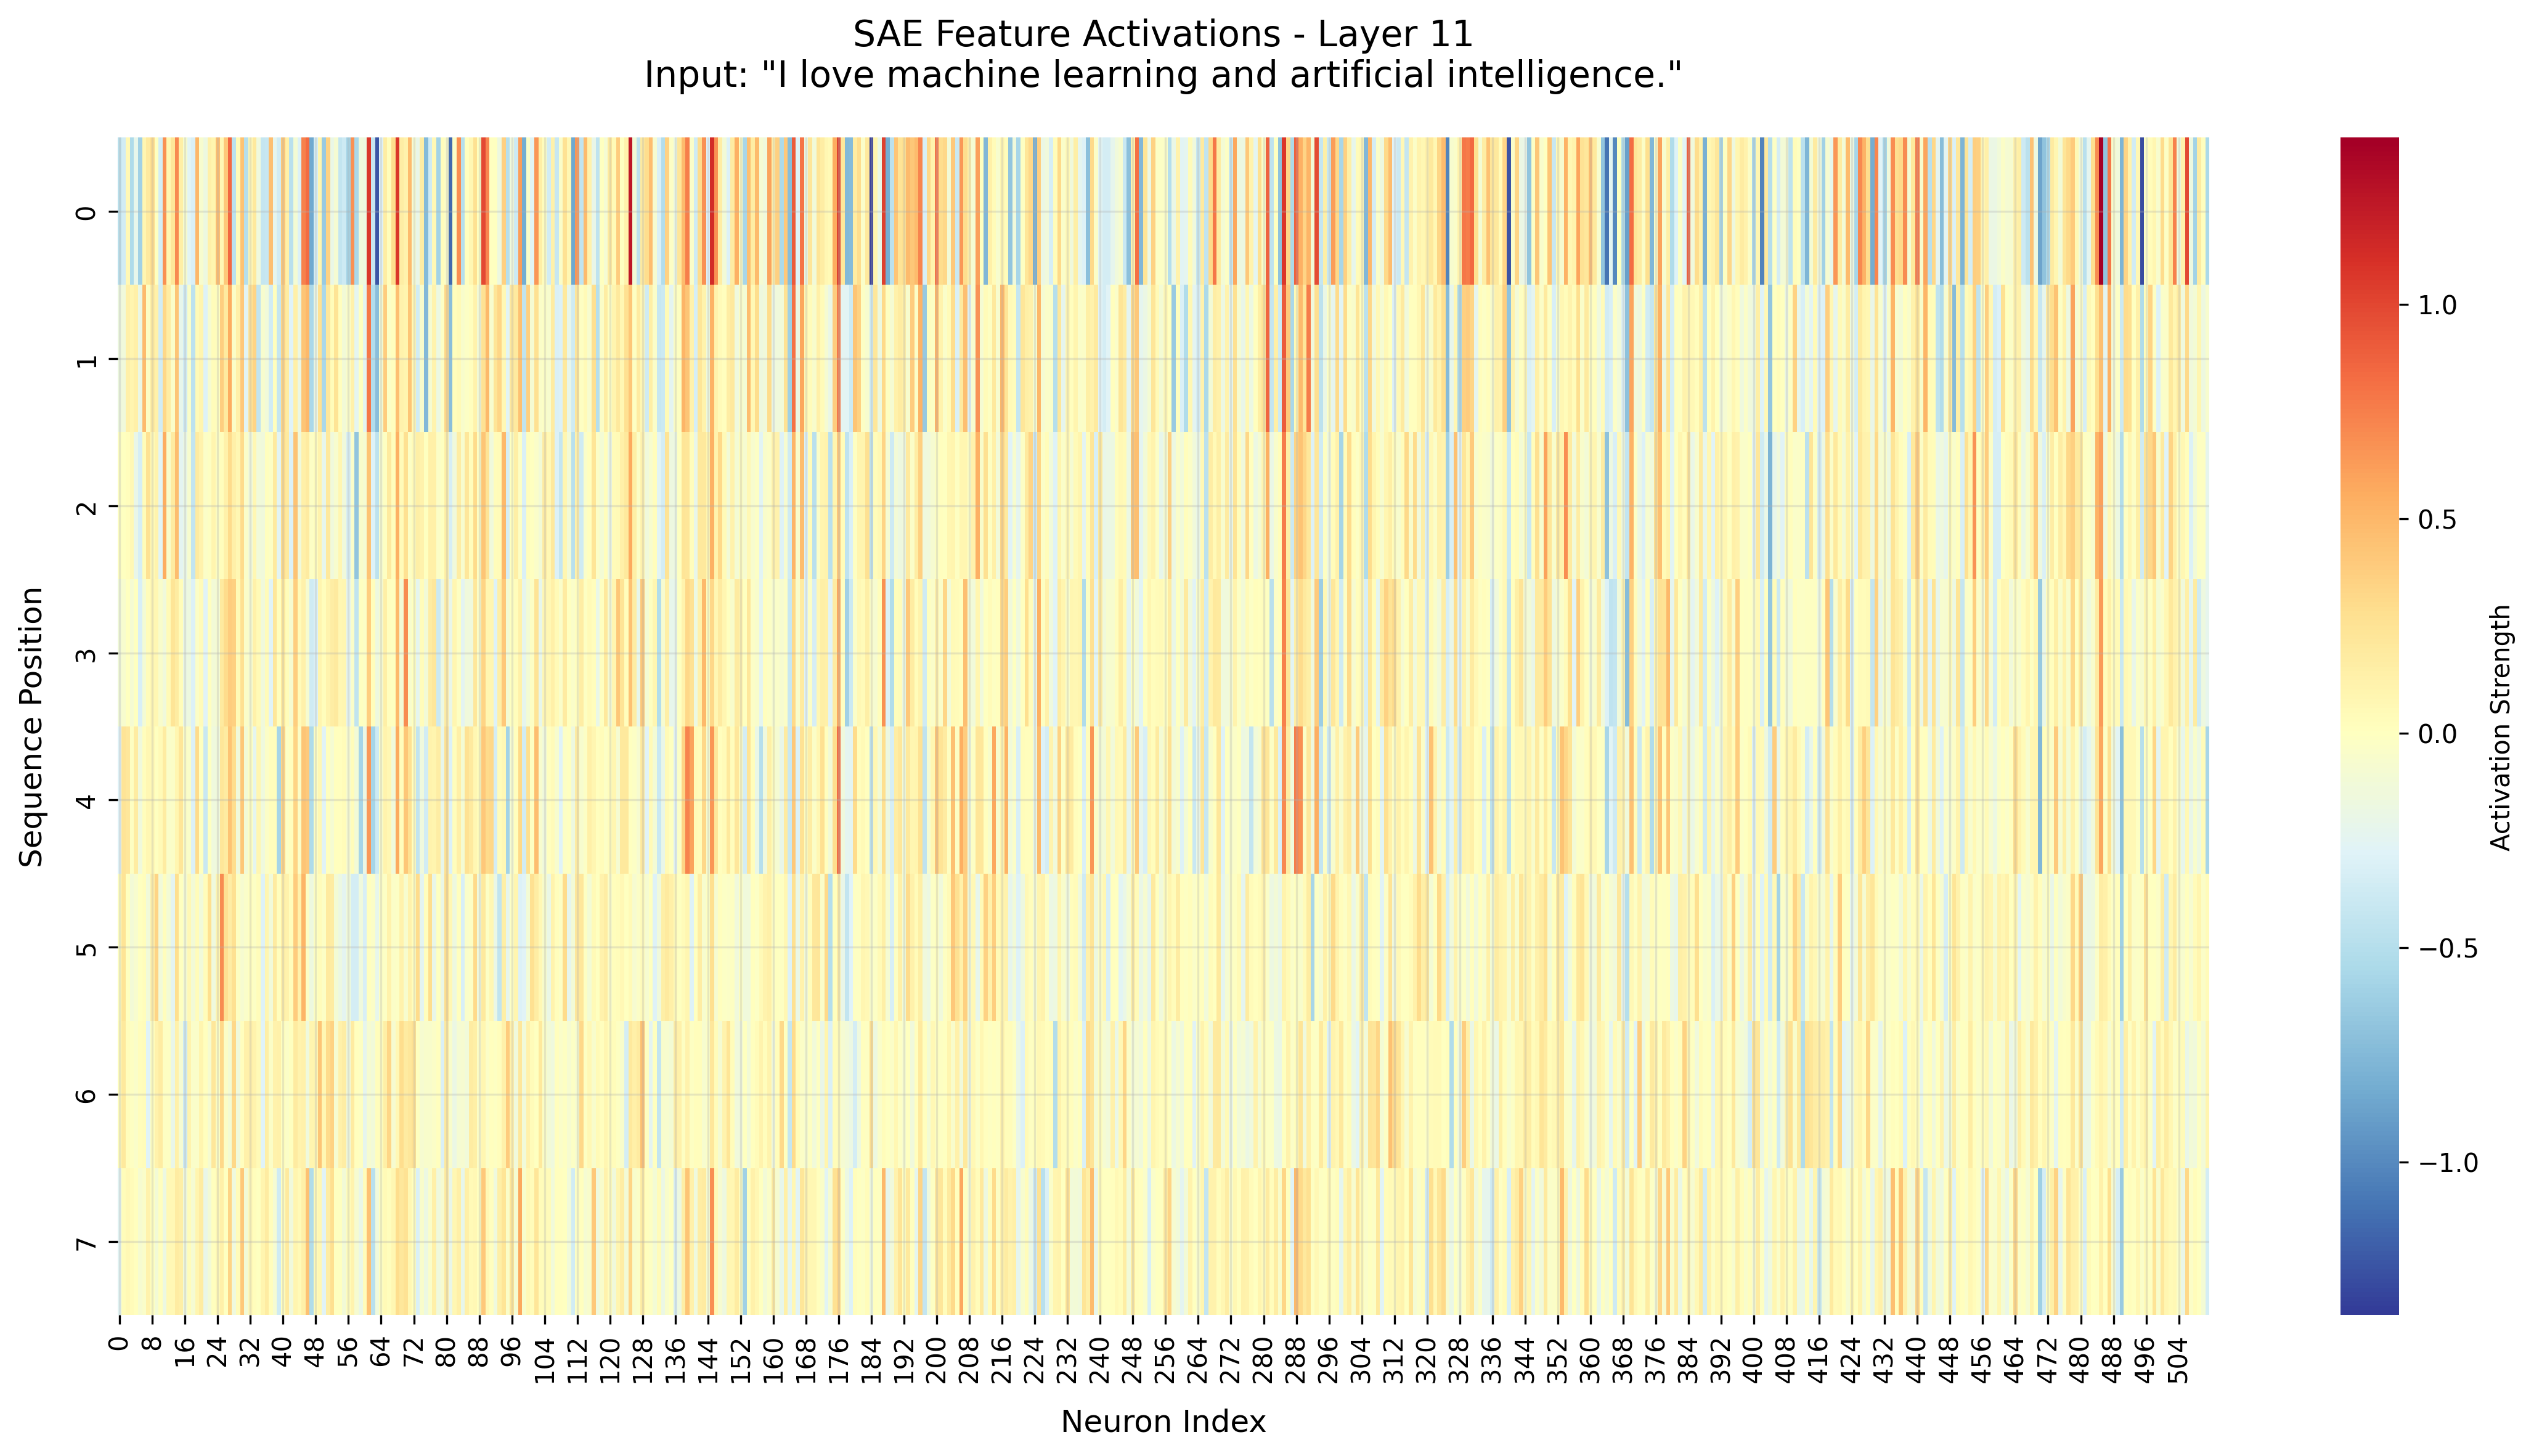 SAE Feature Activations - Layer 11
Input: "I love machine learning and artificial intelligence."
Sequence Position
0
1
2
3
4
5
6
7
0 8 16 24 32 40 48 56 64 72 80 88 96 104 112 120 128 136 144 152 160 168 176 184 192 200 208 216 224 232 240 248 256 264 272 280 288 296 304 312 320 328 336 344 352 360 368 376 384 392 400 408 416 424 432 440 448 456 464 472 480 488 496 504
Neuron Index
1.0
0.5
0.0
−0.5
−1.0
Activation Strength